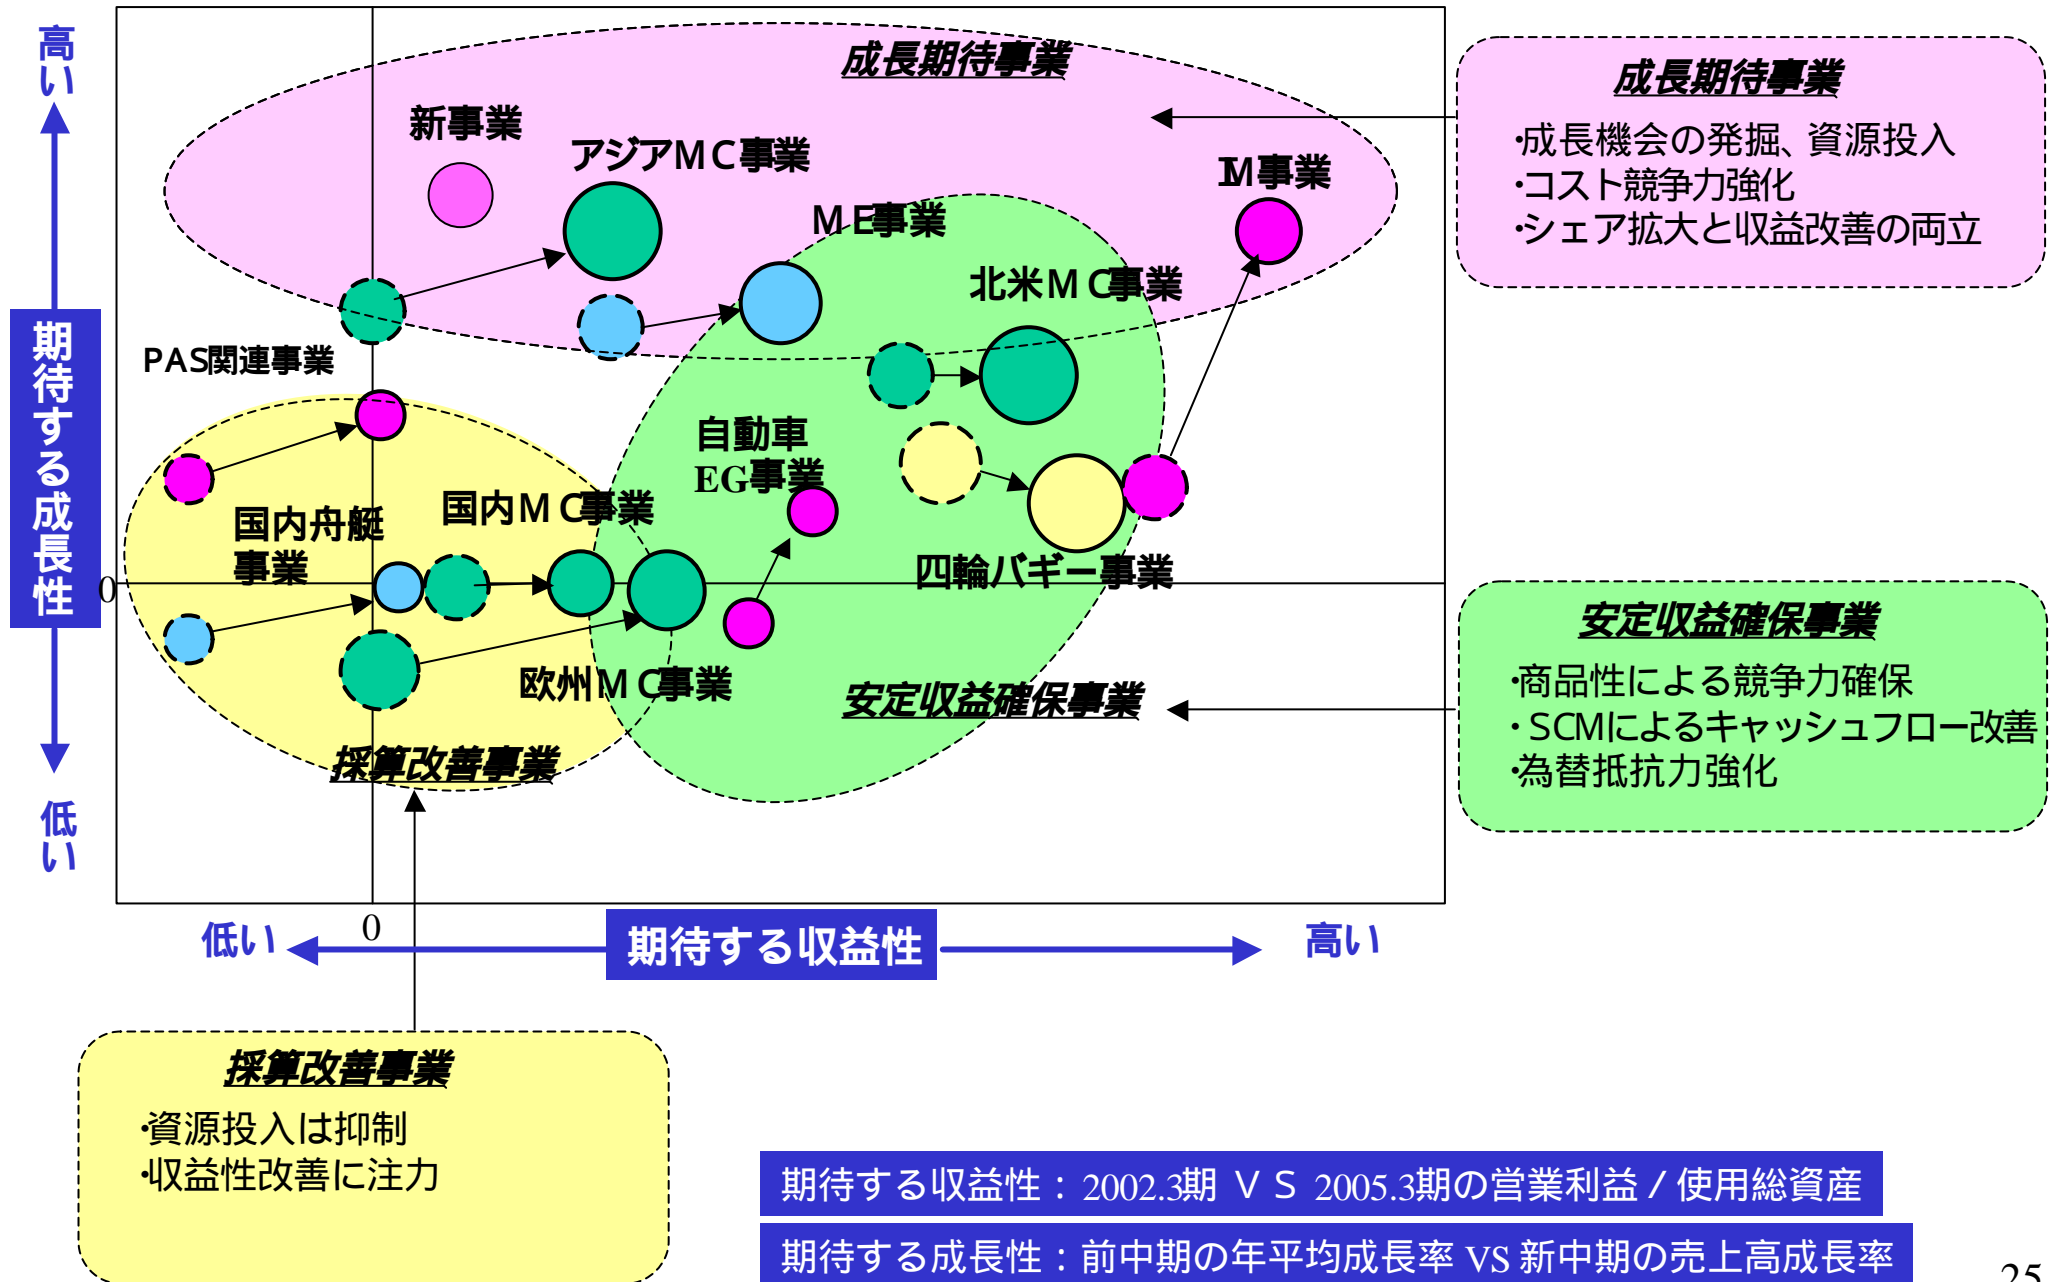 高い
成長期待事業
新事業
アジアMC事業
IM事業
ME事業
北米MC事業
PAS関連事業
自動車
EG事業
国内MC事業
国内舟艇
事業
四輪バギー事業
欧州MC事業
安定収益確保事業
採算改善事業
期待する成長性
0
低い
低い
0
期待する収益性
高い
成長期待事業
・成長機会の発掘、資源投入
・コスト競争力強化
・シェア拡大と収益改善の両立
安定収益確保事業
・商品性による競争力確保
・SCMによるキャッシュフロー改善
・為替抵抗力強化
採算改善事業
・資源投入は抑制
・収益性改善に注力
期待する収益性：2002.3期 VS 2005.3期の営業利益/使用総資産
期待する成長性：前中期の年平均成長率 VS 新中期の売上高成長率
25